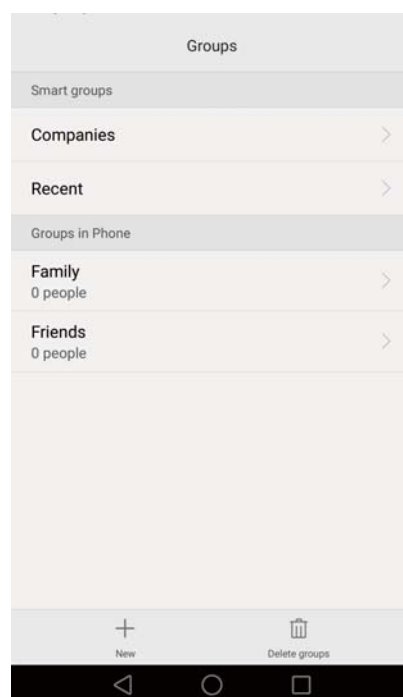 Groups
Smart groups
Companies
Recent
Groups in Phone
Family
0 people
Friends
0 people
New
Delete groups